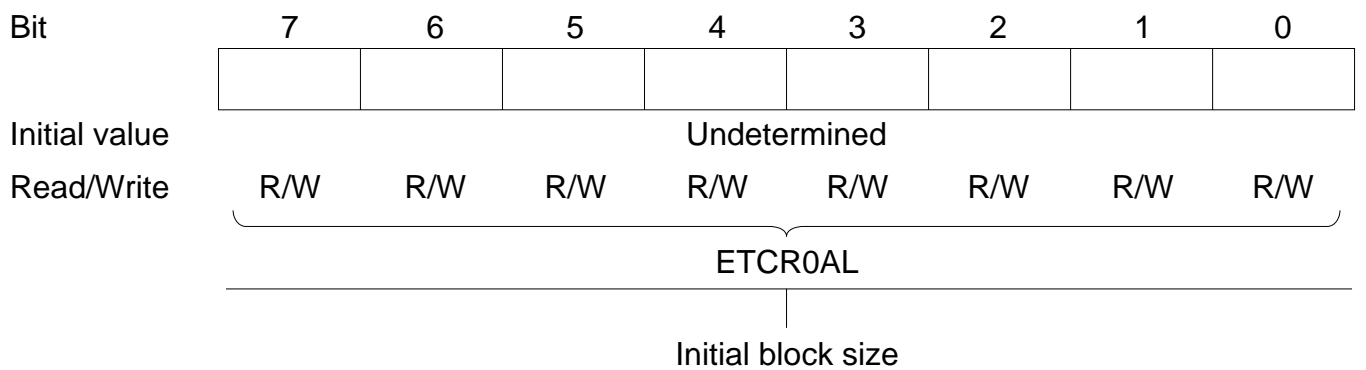 Bit 7 6 5 4 3 2 1 0
Initial value Undetermined
Read/Write R/W R/W R/W R/W R/W R/W R/W R/W
ETCR0AL
Initial block size